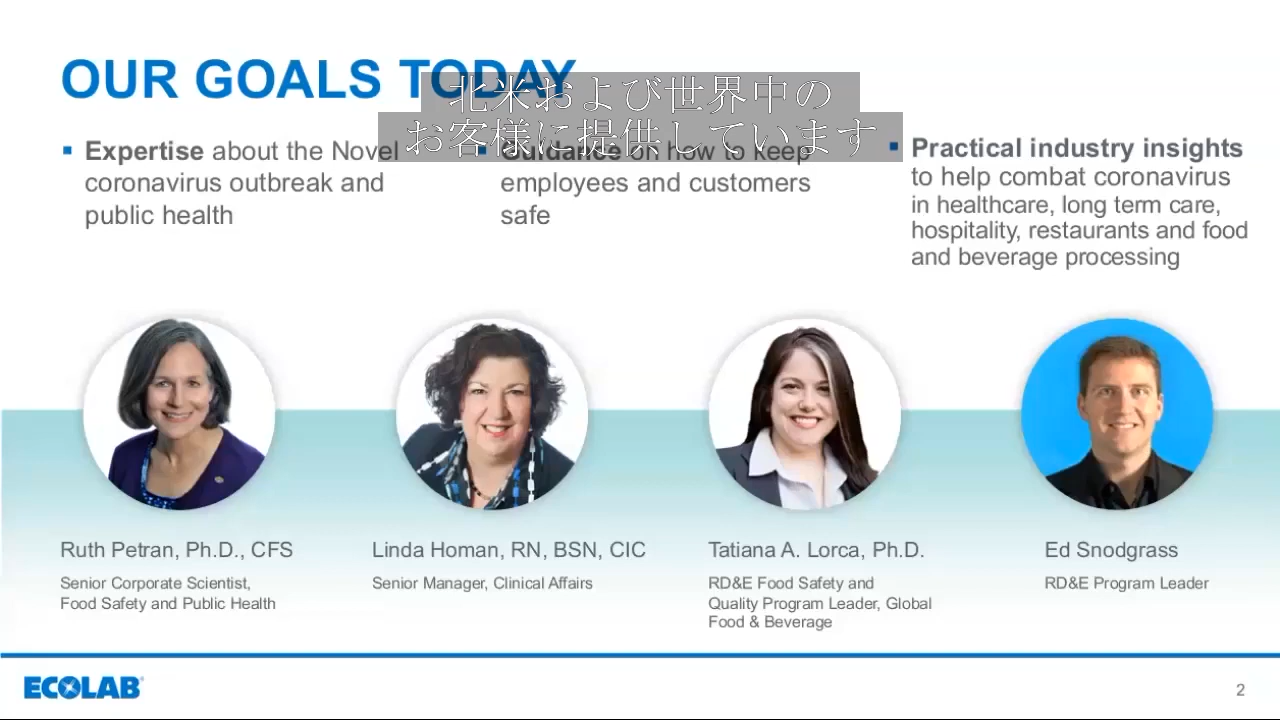 OUR GOALS TODAY
北米および世界中の
お客様に提供しています
Expertise about the Novel
coronavirus outbreak and
public health
Guidance on how to keep
employees and customers
safe
Practical industry insights
to help combat coronavirus
in healthcare, long term care,
hospitality, restaurants and food
and beverage processing
Ruth Petran, Ph.D., CFS
Senior Corporate Scientist,
Food Safety and Public Health
Linda Homan, RN, BSN, CIC
Senior Manager, Clinical Affairs
Tatiana A. Lorca, Ph.D.
RD&E Food Safety and
Quality Program Leader, Global
Food & Beverage
Ed Snodgrass
RD&E Program Leader
ECOLAB®
2